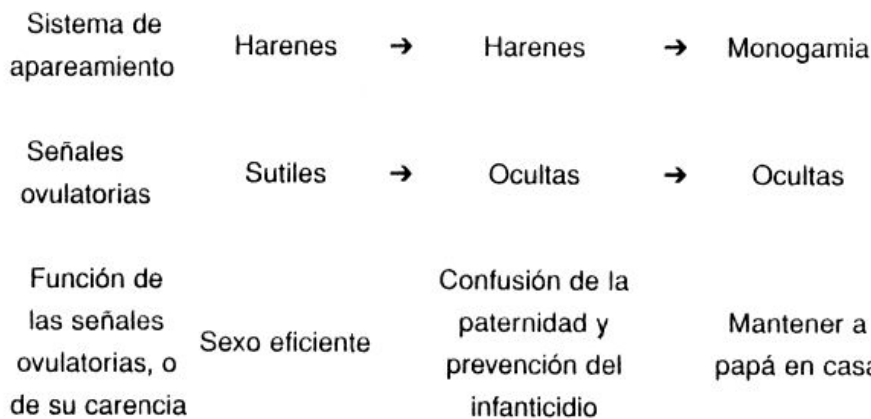 Sistema de
apareamiento
Harenes → Harenes → Monogamia
Señales
ovulatorias
Sutiles → Ocultas → Ocultas
Función de
las señales
ovulatorias, o
de su carencia
Sexo eficiente
Confusión de la
paternidad y
prevención del
infanticidio
Mantener a
papá en casa